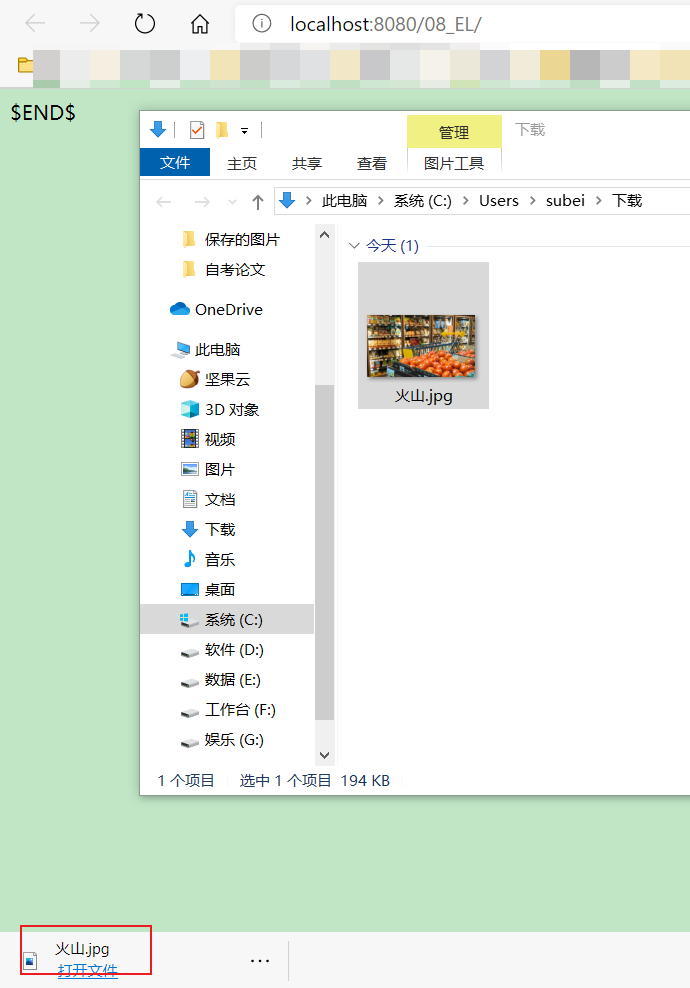 localhost:8080/08_EL/
$END$
管理
下载
文件
主页
共享
查看
图片工具
此电脑 > 系统 (C:) > Users > subei > 下载
保存的图片
自考论文
OneDrive
此电脑
坚果云
3D 对象
视频
图片
文档
下载
音乐
桌面
系统 (C:)
软件 (D:)
数据 (E:)
工作台 (F:)
娱乐 (G:)
今天 (1)
火山.jpg
1 个项目
选中 1 个项目 194 KB
火山.jpg
打开文件
...